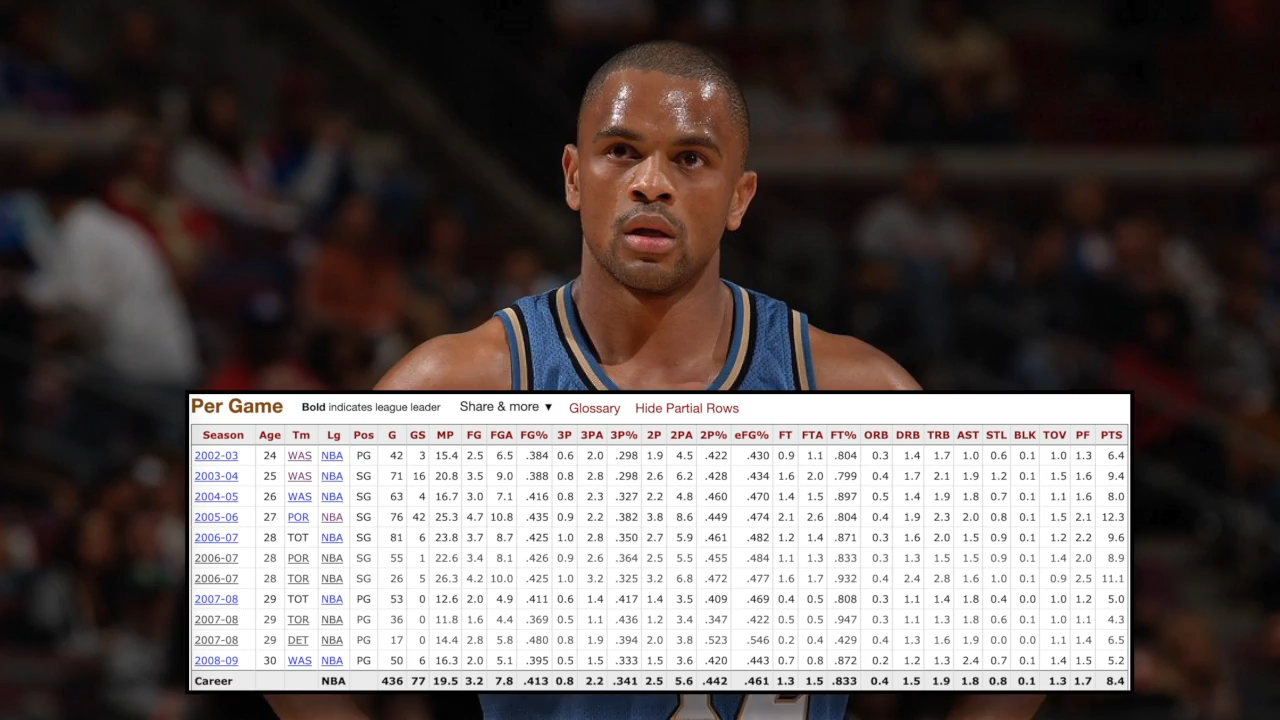 Per Game Bold indicates league leader Share & more ▼ Glossary Hide Partial Rows
Season Age Tm Lg Pos G GS MP FG FGA FG% 3P 3PA 3P% 2P 2PA 2P% eFG% FT FTA FT% ORB DRB TRB AST STL BLK TOV PF PTS
2002-03 24 WAS NBA PG 42 3 15.4 2.5 6.5 .384 0.6 2.0 .298 1.9 4.5 .422 .430 0.9 1.1 .804 0.3 1.4 1.7 1.0 0.6 0.1 1.0 1.3 6.4
2003-04 25 WAS NBA SG 71 16 20.8 3.5 9.0 .388 0.8 2.8 .298 2.6 6.2 .428 .460 1.6 2.0 .799 0.4 1.7 2.1 1.9 1.2 0.1 1.5 1.6 9.4
2004-05 26 WAS NBA SG 63 4 16.7 3.0 7.1 .416 0.8 2.3 .327 2.2 4.8 .460 .470 1.4 1.5 .897 0.5 1.4 1.9 1.8 0.7 0.1 1.1 1.6 8.0
2005-06 27 POR NBA SG 76 42 25.3 4.7 10.8 .435 0.9 2.2 .382 3.8 8.6 .449 .474 2.1 2.6 .804 0.4 1.9 2.3 2.0 0.8 0.1 1.5 2.1 12.3
2006-07 28 TOT NBA SG 81 6 23.8 3.7 8.7 .425 1.0 2.8 .350 2.7 5.9 .461 .482 1.2 1.4 .871 0.3 1.6 2.0 1.5 0.9 0.1 1.2 2.2 9.6
2006-07 28 POR NBA SG 55 1 22.6 3.4 8.1 .426 0.9 2.6 .364 2.5 5.5 .455 .484 1.1 1.3 .833 0.3 1.3 1.5 1.5 0.9 0.1 1.4 2.0 8.9
2006-07 28 TOR NBA SG 26 5 26.3 4.2 10.0 .425 1.0 3.2 .325 3.2 6.8 .472 .477 1.6 1.7 .932 0.4 2.4 2.8 1.6 1.0 0.1 0.9 2.5 11.1
2007-08 29 TOT NBA PG 53 0 12.6 2.0 4.9 .411 0.6 1.4 .417 1.4 3.5 .409 .469 0.4 0.5 .808 0.3 1.1 1.4 1.8 0.4 0.0 1.0 1.2 5.0
2007-08 29 TOR NBA PG 36 0 11.8 1.6 4.4 .369 0.5 1.1 .436 1.2 3.4 .347 .422 0.5 0.5 .947 0.3 1.1 1.3 1.8 0.6 0.1 1.0 1.1 4.3
2007-08 29 DET NBA PG 17 0 14.4 2.8 5.8 .480 0.8 1.9 .394 2.0 3.8 .523 .546 0.2 0.4 .429 0.4 1.3 1.6 1.9 0.0 0.0 1.1 1.4 6.5
2008-09 30 WAS NBA PG 50 6 16.3 2.0 5.1 .395 0.5 1.5 .333 1.5 3.6 .420 .443 0.7 0.8 .872 0.2 1.2 1.3 2.4 0.7 0.1 1.4 1.5 5.2
Career NBA 436 77 19.5 3.2 7.8 .413 0.8 2.2 .341 2.5 5.6 .442 .461 1.3 1.5 .833 0.4 1.5 1.9 1.8 0.8 0.1 1.3 1.7 8.4